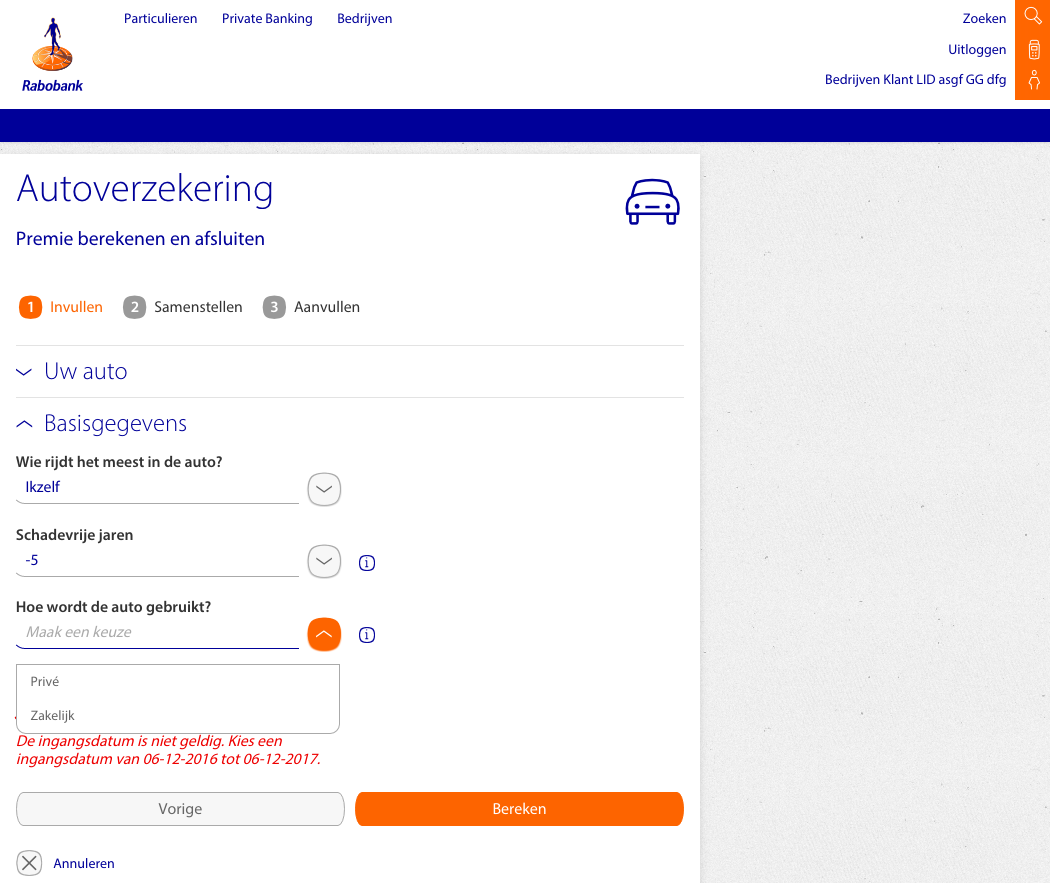 Particulieren Private Banking Bedrijven
Zoeken
Uitloggen
Bedrijven Klant LID asgf GG dfg
Rabobank
Autoverzekering
Premie berekenen en afsluiten
1 Invullen 2 Samenstellen 3 Aanvullen
Uw auto
Basisgegevens
Wie rijdt het meest in de auto?
Ikzelf
Schadevrije jaren
-5
i
Hoe wordt de auto gebruikt?
Maak een keuze
i
Privé
Zakelijk
De ingangsdatum is niet geldig. Kies een
ingangsdatum van 06-12-2016 tot 06-12-2017.
Vorige Bereken
Annuleren